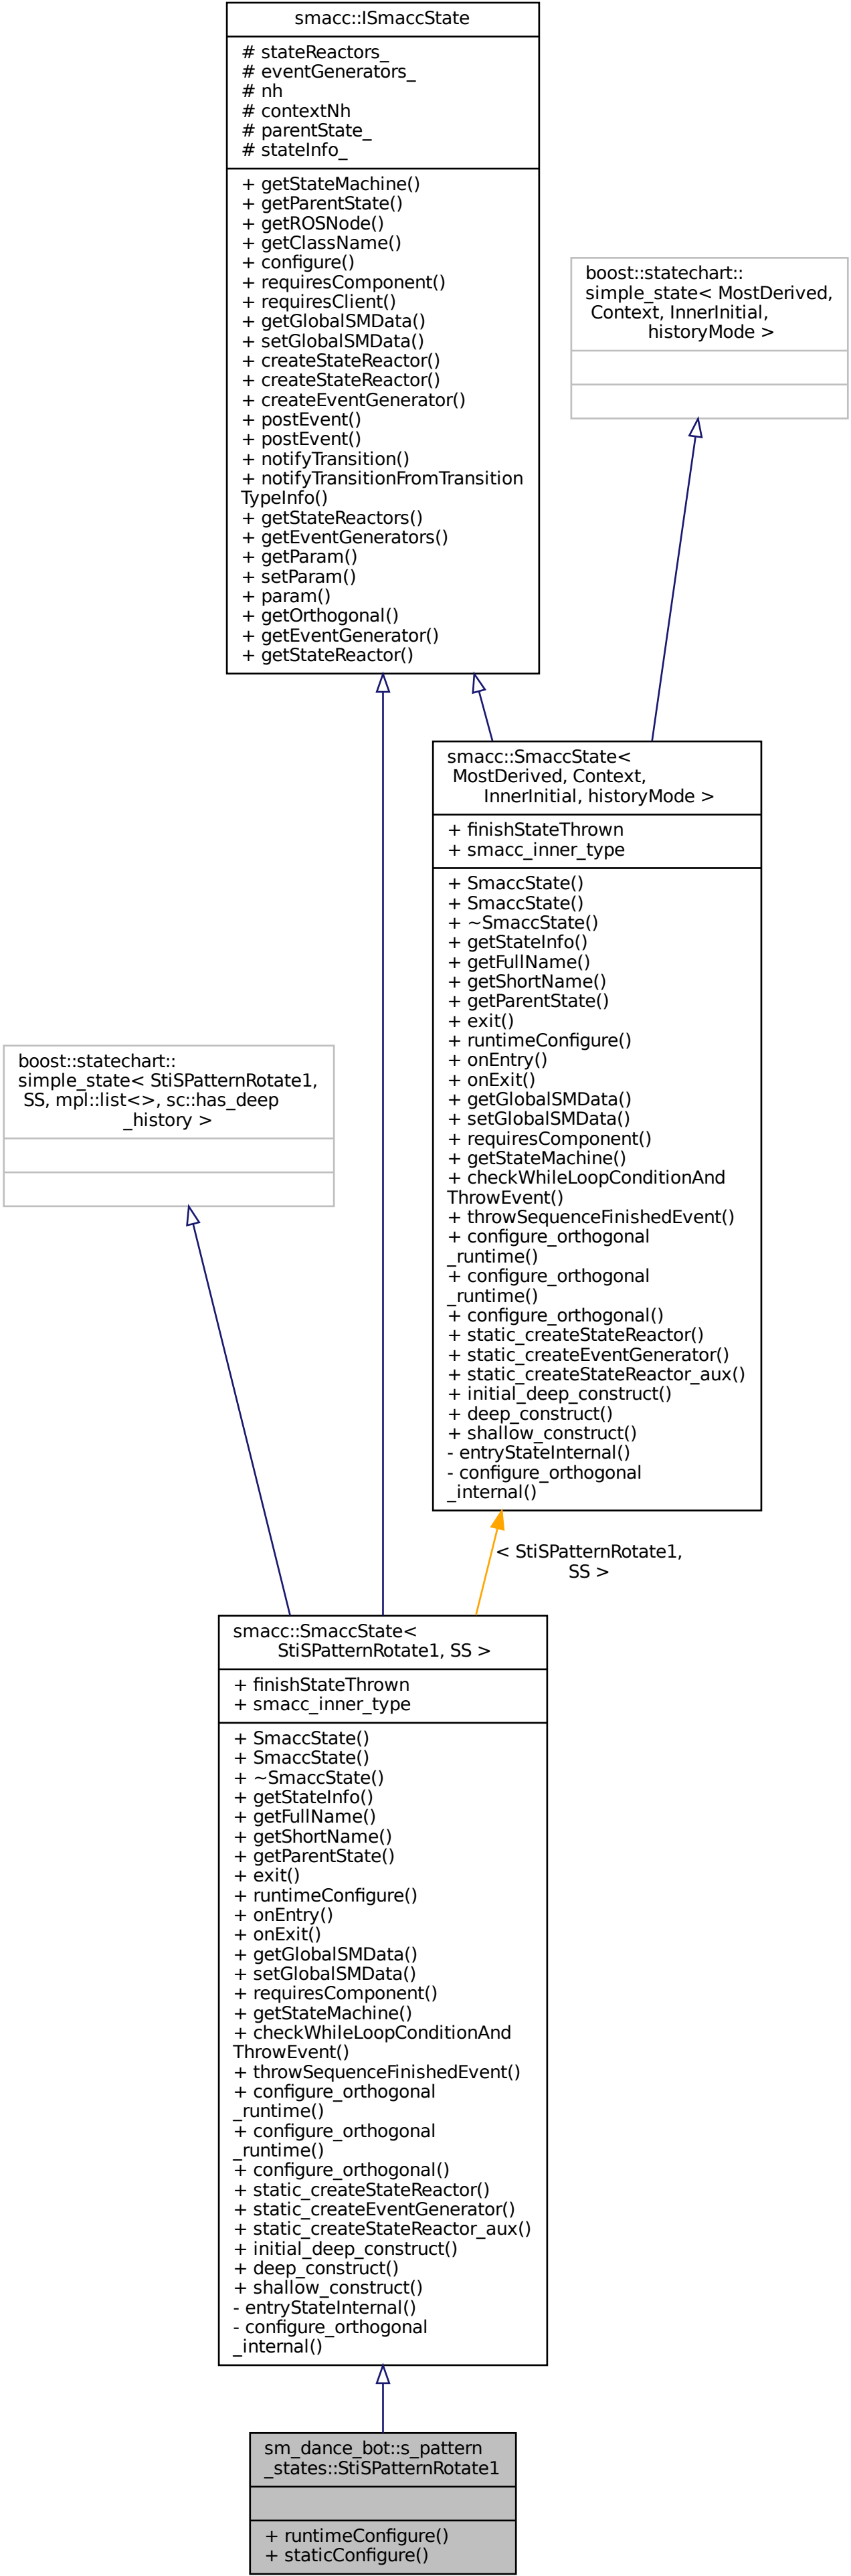 smacc::ISmaccState
# stateReactors_
# eventGenerators_
# nh
# contextNh
# parentState_
# stateInfo_
+ getStateMachine()
+ getParentState()
+ getROSNode()
+ getClassName()
+ configure()
+ requiresComponent()
+ requiresClient()
+ getGlobalSMData()
+ setGlobalSMData()
+ createStateReactor()
+ createStateReactor()
+ createEventGenerator()
+ postEvent()
+ postEvent()
+ notifyTransition()
+ notifyTransitionFromTransition
TypeInfo()
+ getStateReactors()
+ getEventGenerators()
+ getParam()
+ setParam()
+ param()
+ getOrthogonal()
+ getEventGenerator()
+ getStateReactor()
boost::statechart::
simple_state< MostDerived,
Context, InnerInitial,
historyMode >
smacc::SmaccState<
MostDerived, Context,
InnerInitial, historyMode >
+ finishStateThrown
+ smacc_inner_type
+ SmaccState()
+ SmaccState()
+ ~SmaccState()
+ getStateInfo()
+ getFullName()
+ getShortName()
+ getParentState()
+ exit()
+ runtimeConfigure()
+ onEntry()
+ onExit()
+ getGlobalSMData()
+ setGlobalSMData()
+ requiresComponent()
+ getStateMachine()
+ checkWhileLoopConditionAnd
ThrowEvent()
+ throwSequenceFinishedEvent()
+ configure_orthogonal
_runtime()
+ configure_orthogonal
_runtime()
+ configure_orthogonal()
+ static_createStateReactor()
+ static_createEventGenerator()
+ static_createStateReactor_aux()
+ initial_deep_construct()
+ deep_construct()
+ shallow_construct()
- entryStateInternal()
- configure_orthogonal
_internal()
boost::statechart::
simple_state< StiSPatternRotate1,
SS, mpl::list<>, sc::has_deep
_history >
< StiSPatternRotate1,
SS >
smacc::SmaccState<
StiSPatternRotate1, SS >
+ finishStateThrown
+ smacc_inner_type
+ SmaccState()
+ SmaccState()
+ ~SmaccState()
+ getStateInfo()
+ getFullName()
+ getShortName()
+ getParentState()
+ exit()
+ runtimeConfigure()
+ onEntry()
+ onExit()
+ getGlobalSMData()
+ setGlobalSMData()
+ requiresComponent()
+ getStateMachine()
+ checkWhileLoopConditionAnd
ThrowEvent()
+ throwSequenceFinishedEvent()
+ configure_orthogonal
_runtime()
+ configure_orthogonal
_runtime()
+ configure_orthogonal()
+ static_createStateReactor()
+ static_createEventGenerator()
+ static_createStateReactor_aux()
+ initial_deep_construct()
+ deep_construct()
+ shallow_construct()
- entryStateInternal()
- configure_orthogonal
_internal()
sm_dance_bot::s_pattern
_states::StiSPatternRotate1
+ runtimeConfigure()
+ staticConfigure()